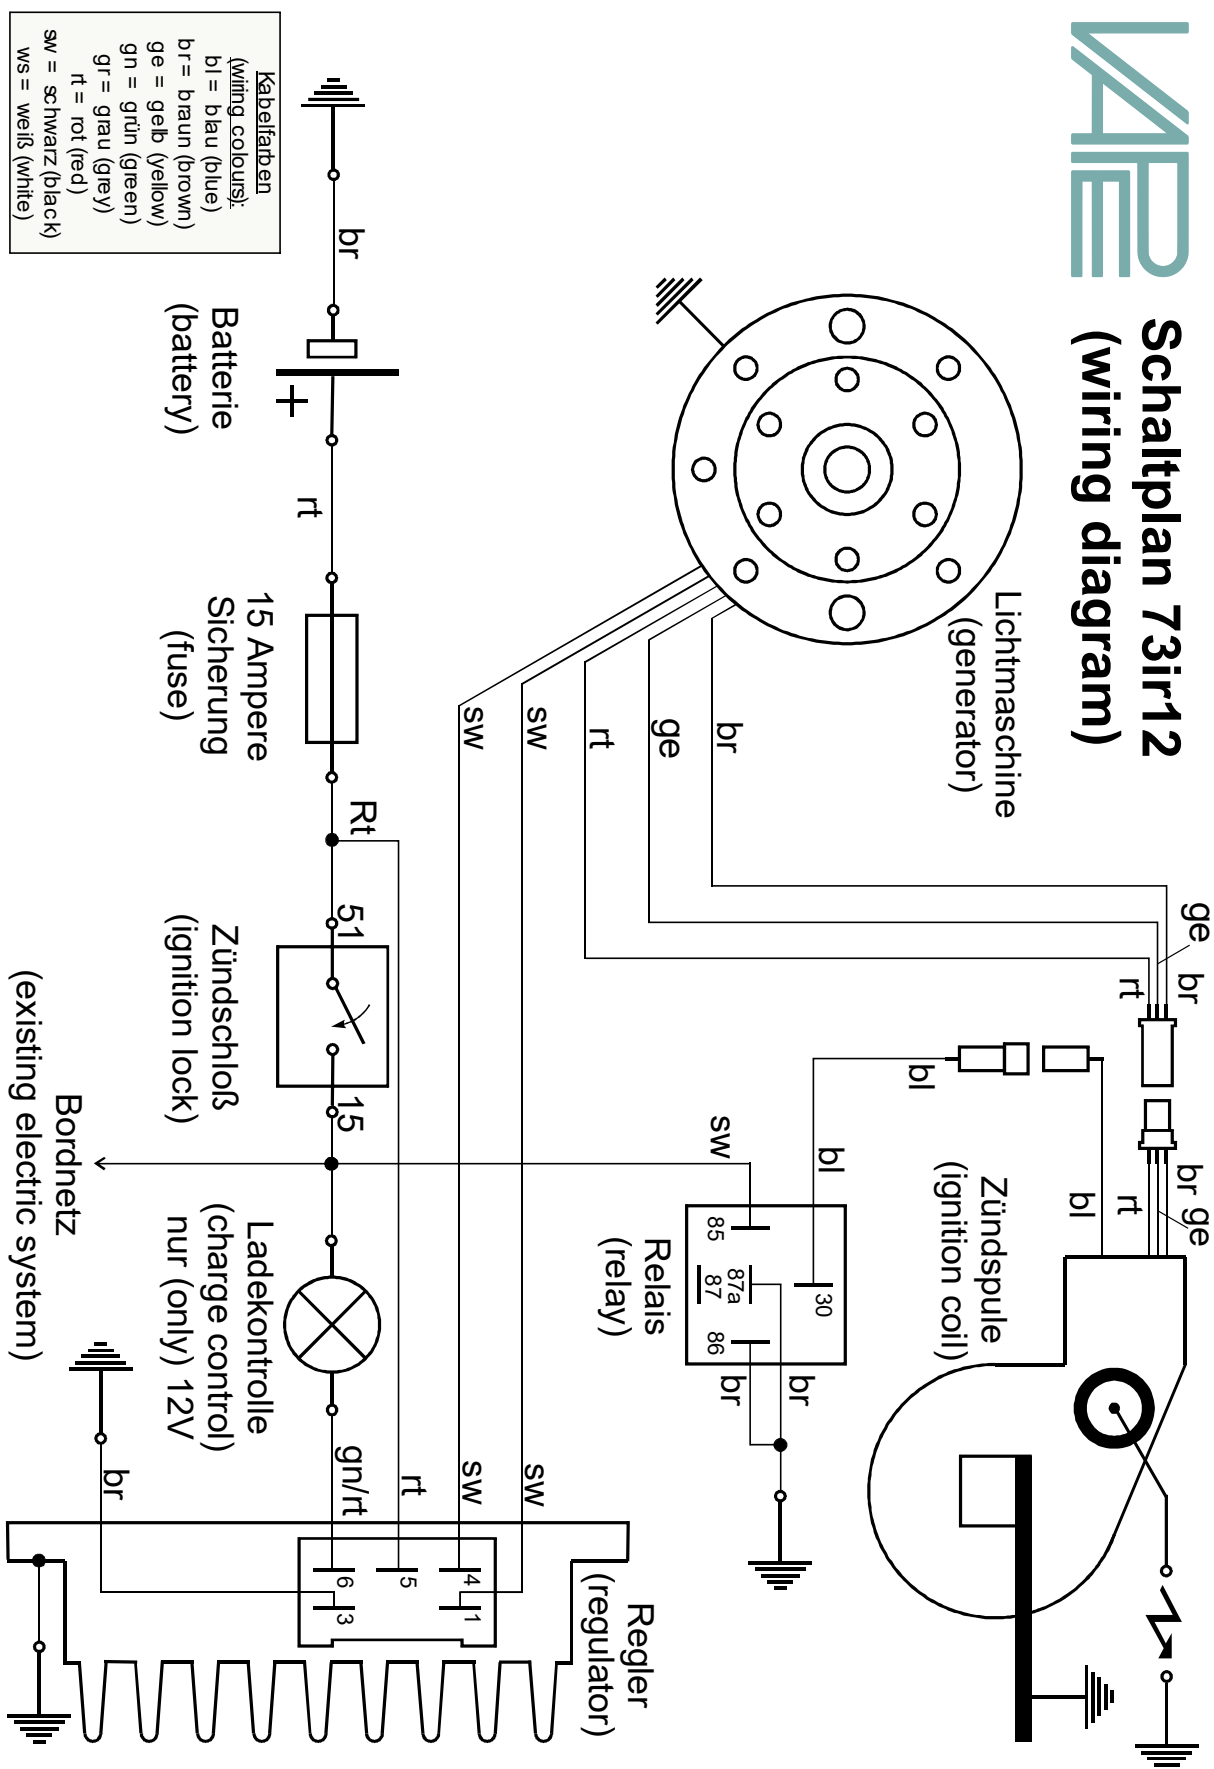 VAPE
Schaltplan 73ir12
(wiring diagram)
Lichtmaschine
(generator)
br
ge
rt
sw
sw
ge
br
rt
br ge
rt
bl
bl
bl
Zündspule
(ignition coil)
sw
85
87a
87
30
86
Relais
(relay)
br
br
br
Batterie
(battery)
+
rt
15 Ampere
Sicherung
(fuse)
Rt
51
15
Zündschloß
(ignition lock)
Bordnetz
(existing electric system)
Ladekontrolle
(charge control)
nur (only) 12V
gn/rt
rt
sw
sw
br
4
1
5
6
3
Regler
(regulator)
Kabelfarben
(wiring colours):
bl = blau (blue)
br = braun (brown)
ge = gelb (yellow)
gn = grün (green)
gr = grau (grey)
rt = rot (red)
sw = schwarz (black)
ws = weiß (white)